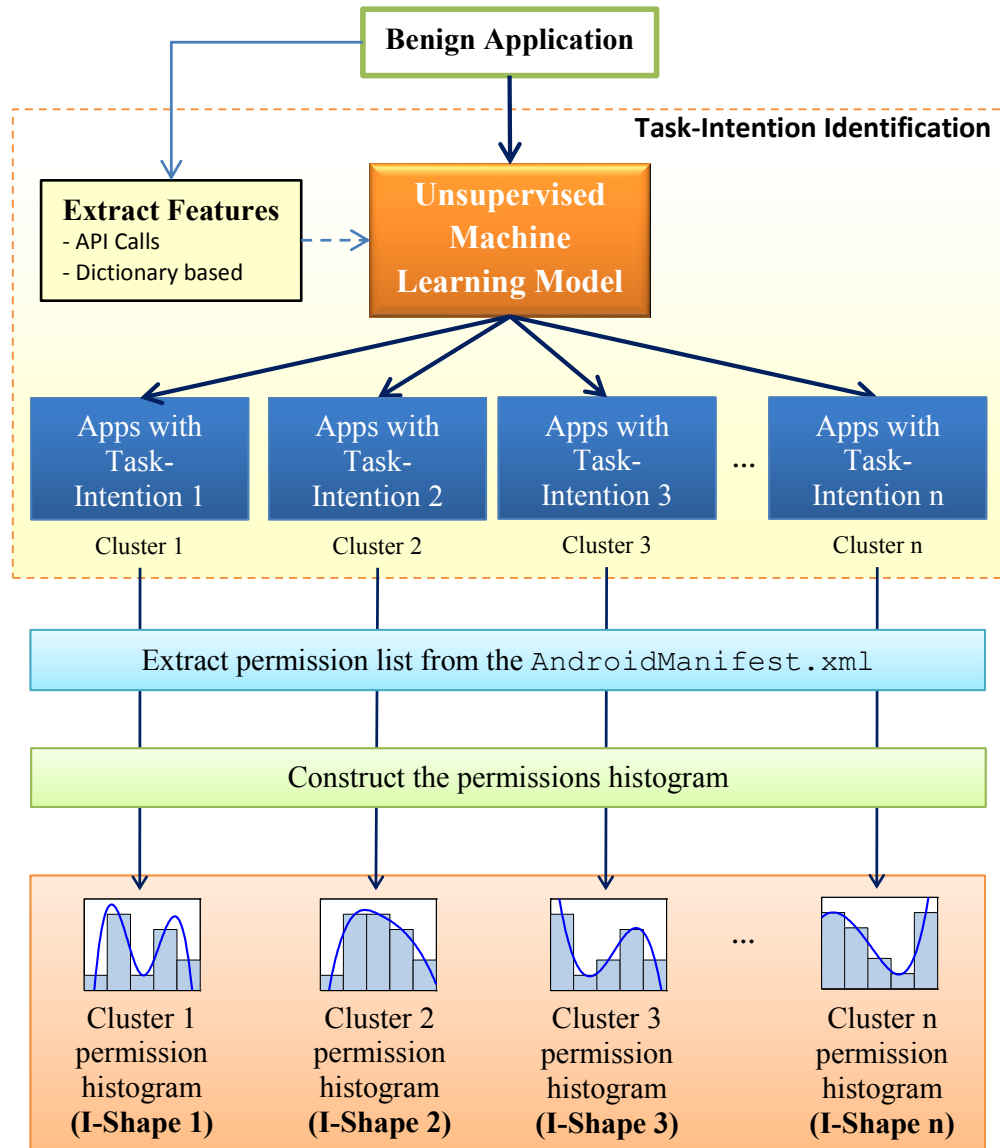 Benign Application
Task-Intention Identification
Extract Features
- API Calls
- Dictionary based
Unsupervised
Machine
Learning Model
Apps with
Task-
Intention 1
Apps with
Task-
Intention 2
Apps with
Task-
Intention 3
...
Apps with
Task-
Intention n
Cluster 1
Cluster 2
Cluster 3
Cluster n
Extract permission list from the AndroidManifest.xml
Construct the permissions histogram
...
Cluster 1
permission
histogram
(I-Shape 1)
Cluster 2
permission
histogram
(I-Shape 2)
Cluster 3
permission
histogram
(I-Shape 3)
Cluster n
permission
histogram
(I-Shape n)